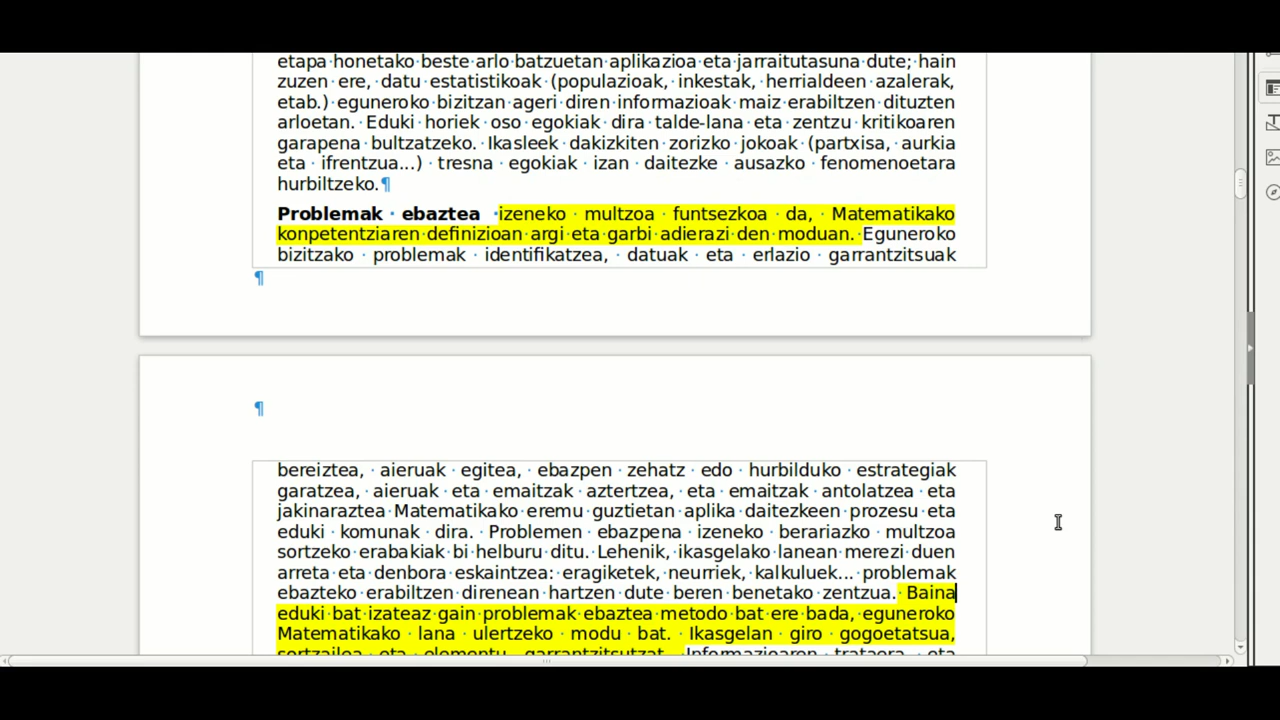 etapa honetako beste arlo batzuetan aplikazioa eta jarraitutasuna dute; hain
zuzen ere, datu estatistikoak (populazioak, inkestak, herrialdeen azalerak,
etab.) eguneroko bizitzan ageri diren informazioak maiz erabiltzen dituzten
arloetan. Eduki horiek oso egokiak dira talde-lana eta zentzu kritikoaren
garapena bultzatzeko. Ikasleek dakizkiten zorizko jokoak (partxisa, aurkia
eta ifrentzua...) tresna egokiak izan daitezke ausazko fenomenoetara
hurbiltzeko.¶
Problemak ebaztea izeneko multzoa funtsezkoa da, Matematikako
konpetentziaren definizioan argi eta garbi adierazi den moduan. Eguneroko
bizitzako problemak identifikatzea, datuak eta erlazio garrantzitsuak
¶
¶
bereiztea, aieruak egitea, ebazpen zehatz edo hurbilduko estrategiak
garatzea, aieruak eta emaitzak aztertzea, eta emaitzak antolatzea eta
jakinaraztea Matematikako eremu guztietan aplika daitezkeen prozesu eta
eduki komunak dira. Problemen ebazpena izeneko berariazko multzoa
sortzeko erabakiak bi helburu ditu. Lehenik, ikasgelako lanean merezi duen
arreta eta denbora eskaintzea: eragiketek, neurriek, kalkuluek... problemak
ebazteko erabiltzen direnean hartzen dute beren benetako zentzua. Baina
eduki bat izateaz gain problemak ebaztea metodo bat ere bada, eguneroko
Matematikako lana ulertzeko modu bat. Ikasgelan giro gogoetatsua,
sortzailea eta elementu garrantzitsutzat. Informazioaren trataera eta